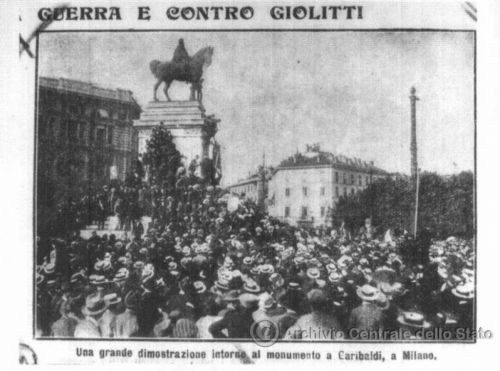 GUERRA E CONTRO GIOLITTI
© Archivio Centrale dello Stato
Una grande dimostrazione intorno al monumento a Garibaldi, a Milano.